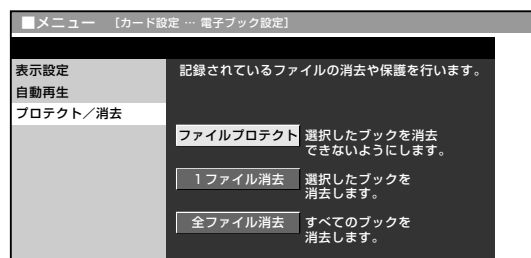 ■メニュー [カード設定 … 電子ブック設定]
表示設定
自動再生
プロテクト／消去
記録されているファイルの消去や保護を行います。
ファイルプロテクト 選択したブックを消去
できないようにします。
1ファイル消去 選択したブックを
消去します。
全ファイル消去 すべてのブックを
消去します。